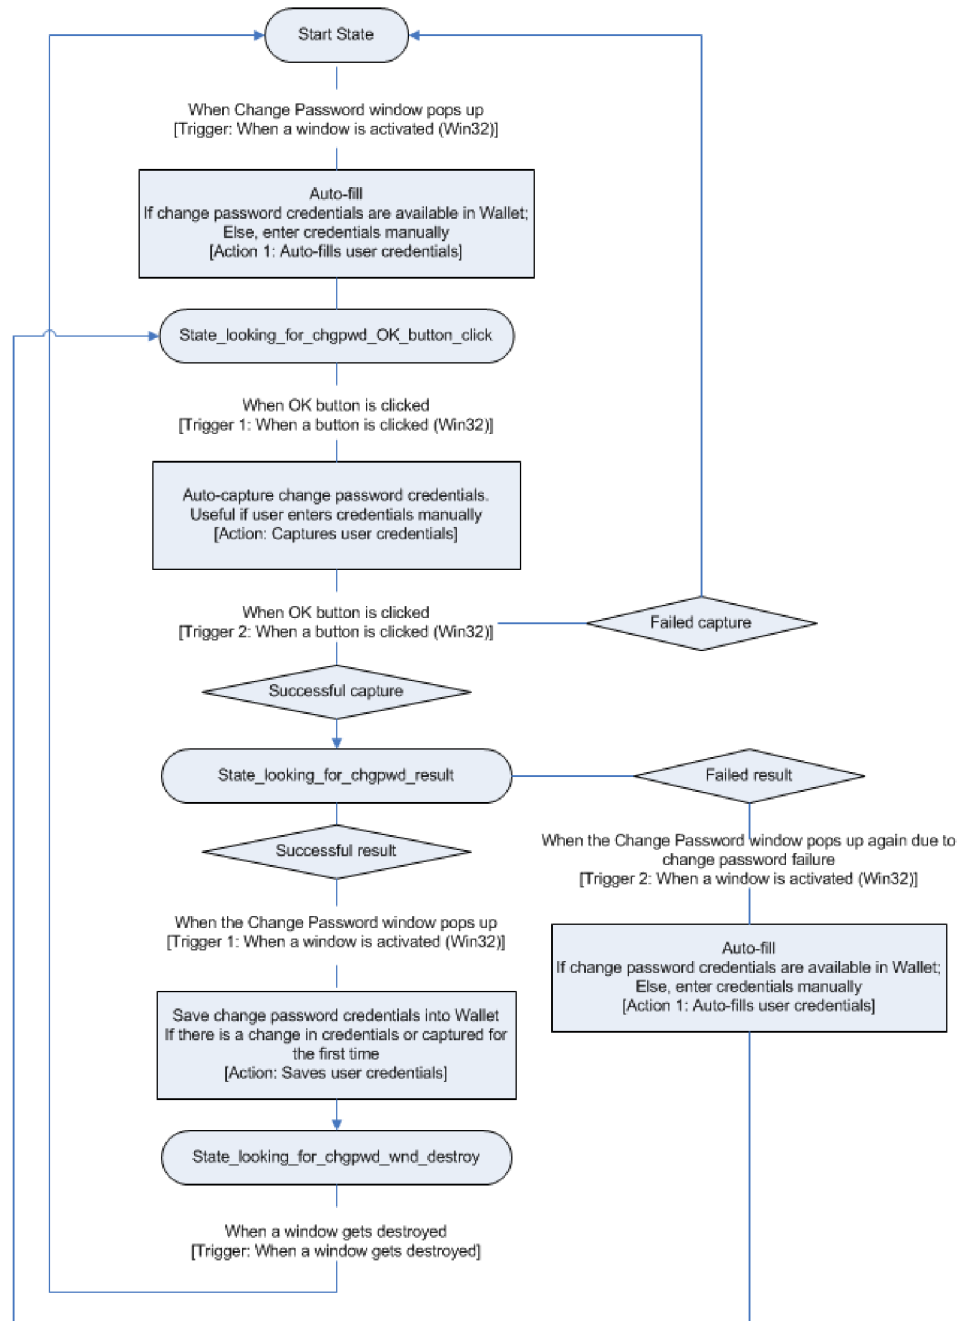 Start State
When Change Password window pops up
[Trigger: When a window is activated (Win32)]
Auto-fill
If change password credentials are available in Wallet;
Else, enter credentials manually
[Action 1: Auto-fills user credentials]
State_looking_for_chgpwd_OK_button_click
When OK button is clicked
[Trigger 1: When a button is clicked (Win32)]
Auto-capture change password credentials.
Useful if user enters credentials manually
[Action: Captures user credentials]
When OK button is clicked
[Trigger 2: When a button is clicked (Win32)]
Failed capture
Successful capture
State_looking_for_chgpwd_result
Failed result
Successful result
When the Change Password window pops up again due to
change password failure
[Trigger 2: When a window is activated (Win32)]
When the Change Password window pops up
[Trigger 1: When a window is activated (Win32)]
Auto-fill
If change password credentials are available in Wallet;
Else, enter credentials manually
[Action 1: Auto-fills user credentials]
Save change password credentials into Wallet
If there is a change in credentials or captured for
the first time
[Action: Saves user credentials]
State_looking_for_chgpwd_wnd_destroy
When a window gets destroyed
[Trigger: When a window gets destroyed]